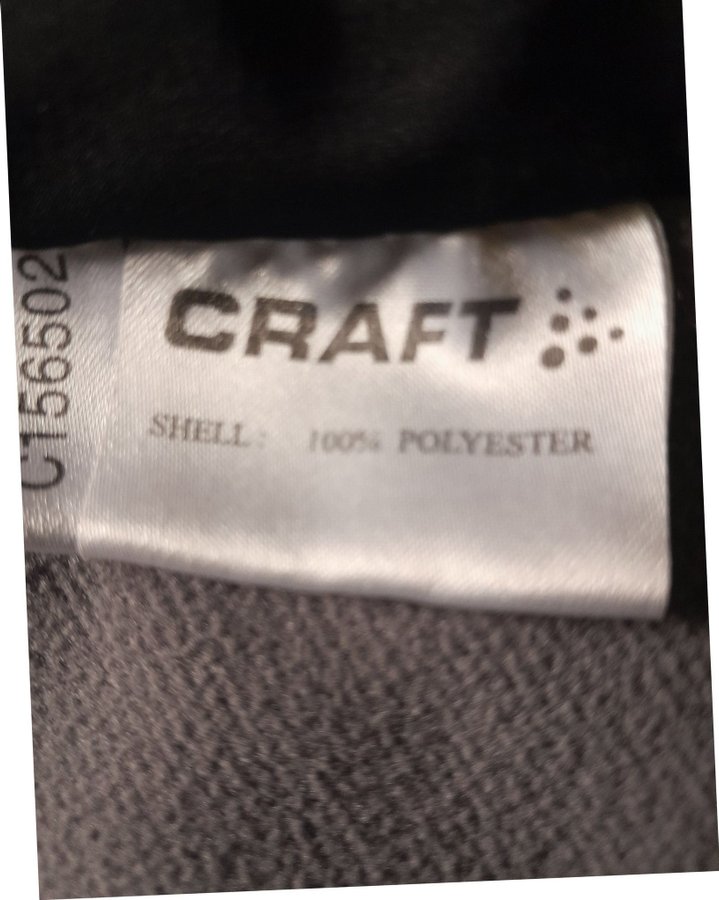 CRAFT
SHELL: 100% POLYESTER
C156502